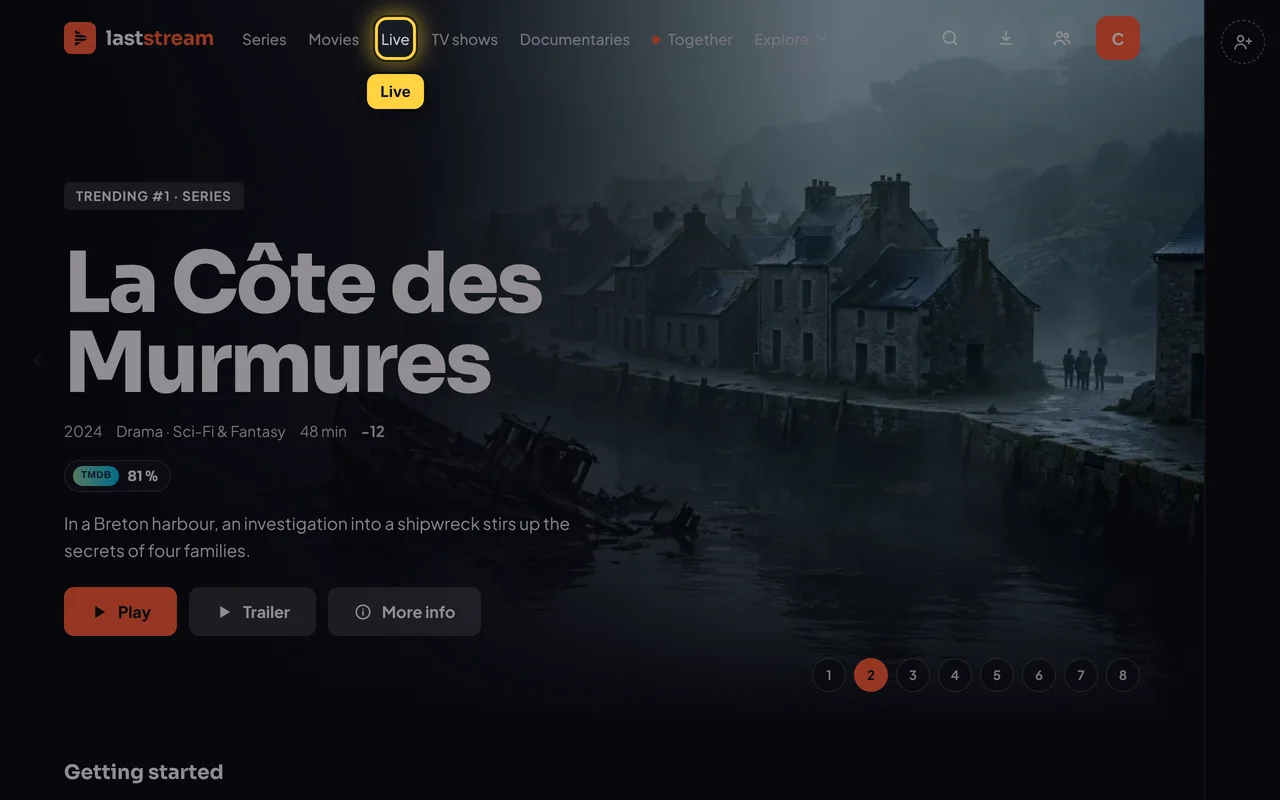 laststream Series Movies Live TV shows Documentaries Together Explore C
Live
TRENDING #1 · SERIES
La Côte des
Murmures
2024 Drama · Sci-Fi & Fantasy 48 min -12
TMDB 81 %
In a Breton harbour, an investigation into a shipwreck stirs up the
secrets of four families.
Play Trailer More info
1 2 3 4 5 6 7 8
Getting started